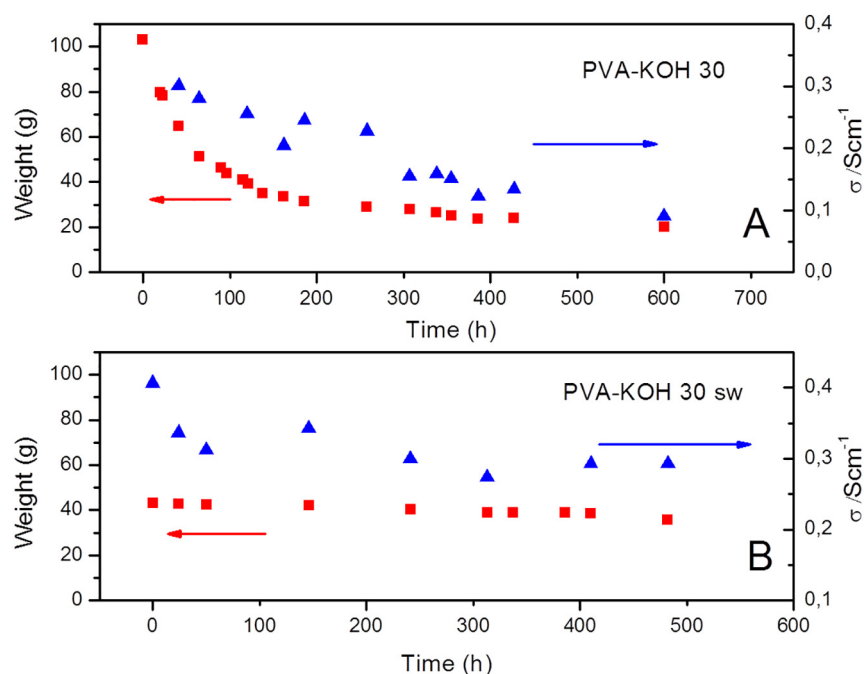 Weight (g)
100
80
60
40
20
0
0,4
0,3
0,2
0,1
0,0
σ /Scm⁻¹
PVA-KOH 30
A
0 100 200 300 400 500 600 700
Time (h)
Weight (g)
100
80
60
40
20
0
0,4
0,3
0,2
0,1
σ /Scm⁻¹
PVA-KOH 30 sw
B
0 100 200 300 400 500 600
Time (h)